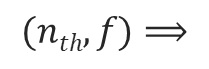 (n_{th}, f) ⟹